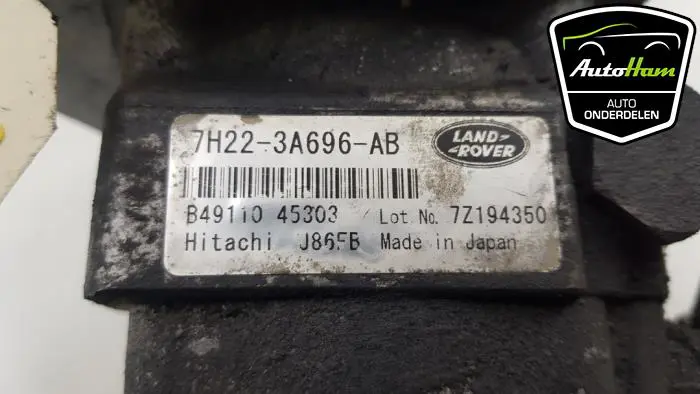 AutoHam
AUTO
ONDERDELEN
7H22-3A696-AB
LAND-
-ROVER
B49110 45303 Lot No. 7Z194350
Hitachi J86FB Made in Japan